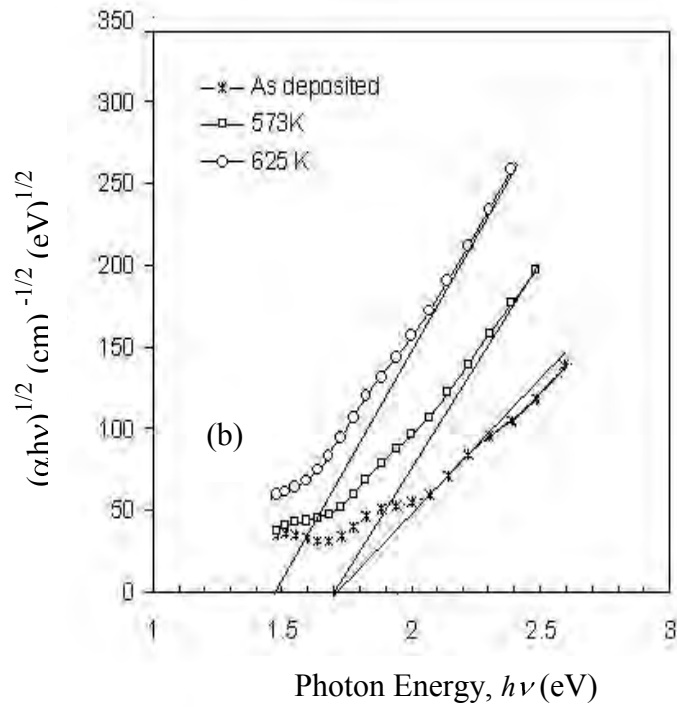 350
300
250
200
150
100
50
0
(αhν)^1/2 (cm)^-1/2 (eV)^1/2
As deposited
573K
625 K
(b)
1 1.5 2 2.5 3
Photon Energy, hν (eV)